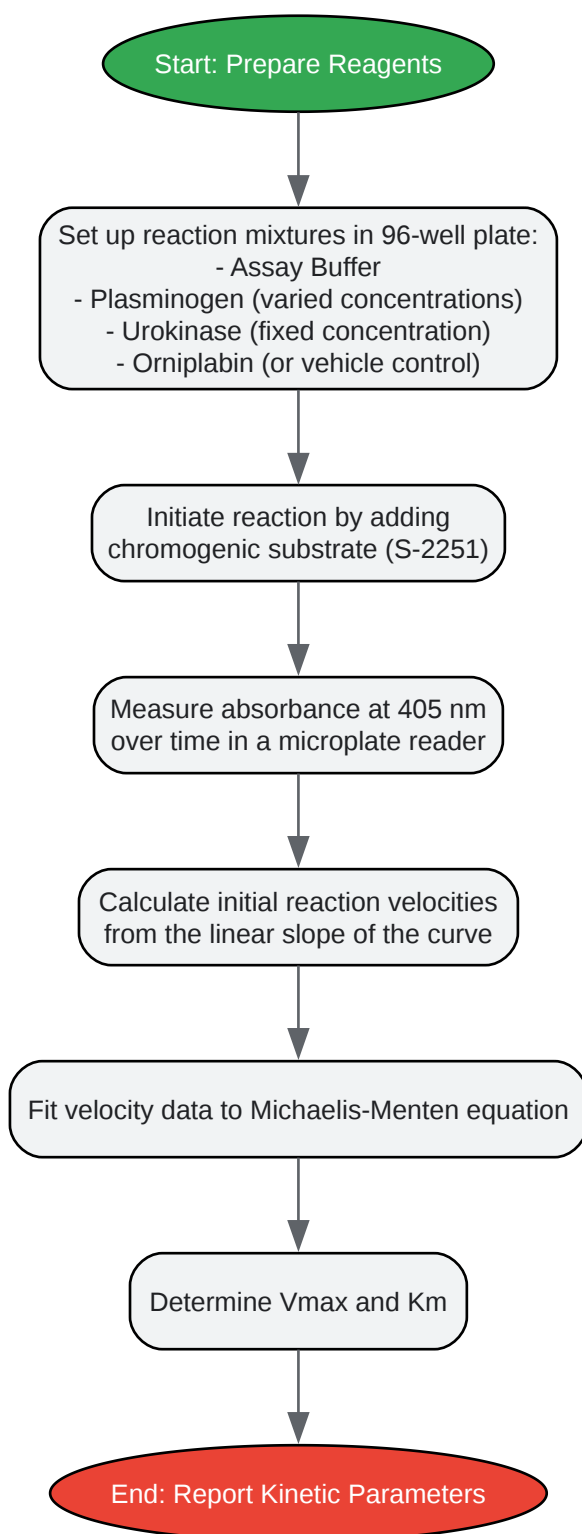 Start: Prepare Reagents
Set up reaction mixtures in 96-well plate:
- Assay Buffer
- Plasminogen (varied concentrations)
- Urokinase (fixed concentration)
- Orniplabin (or vehicle control)
Initiate reaction by adding
chromogenic substrate (S-2251)
Measure absorbance at 405 nm
over time in a microplate reader
Calculate initial reaction velocities
from the linear slope of the curve
Fit velocity data to Michaelis-Menten equation
Determine Vmax and Km
End: Report Kinetic Parameters